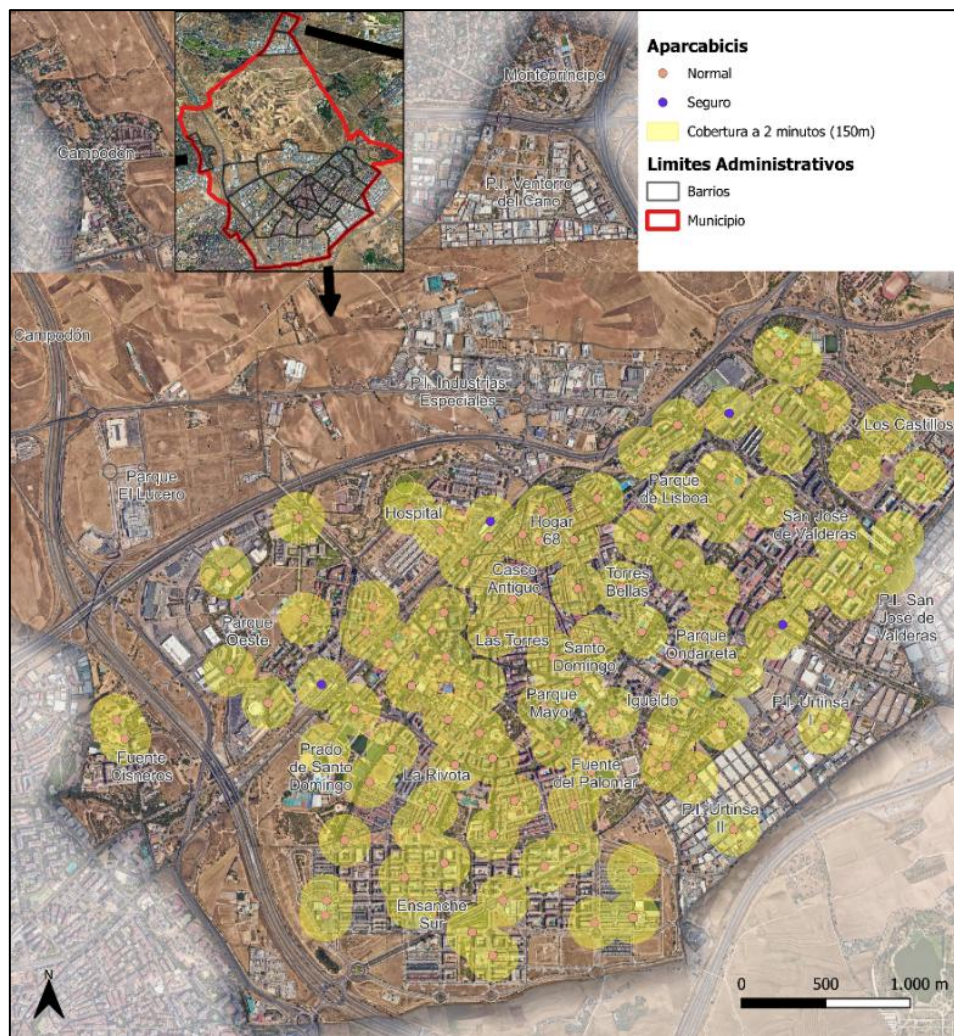 Aparcabicis
Normal
Seguro
Cobertura a 2 minutos (150m)
Limites Administrativos
Barrios
Municipio
Montepríncipe
Campodón
P.I. Ventorro
del Cano
Campodón
P.I. Industrias
Especiales
Los Castillos
Parque
El Lucero
Parque
de Lisboa
Hospital
Hogar
68
San José
de Valderas
Casco
Antiguo
Torres
Bellas
P.I. San
José de
Valderas
Parque
Oeste
Las Torres
Santo
Domingo
Parque
Ondarreta
Parque
Mayor
Igueldo
P.I. Urtinsa
I
Fuente
Cisneros
Prado
de Santo
Domingo
La Rivota
Fuente
del Palomar
P.I. Urtinsa
II
Ensanche
Sur
N
0 500 1.000 m